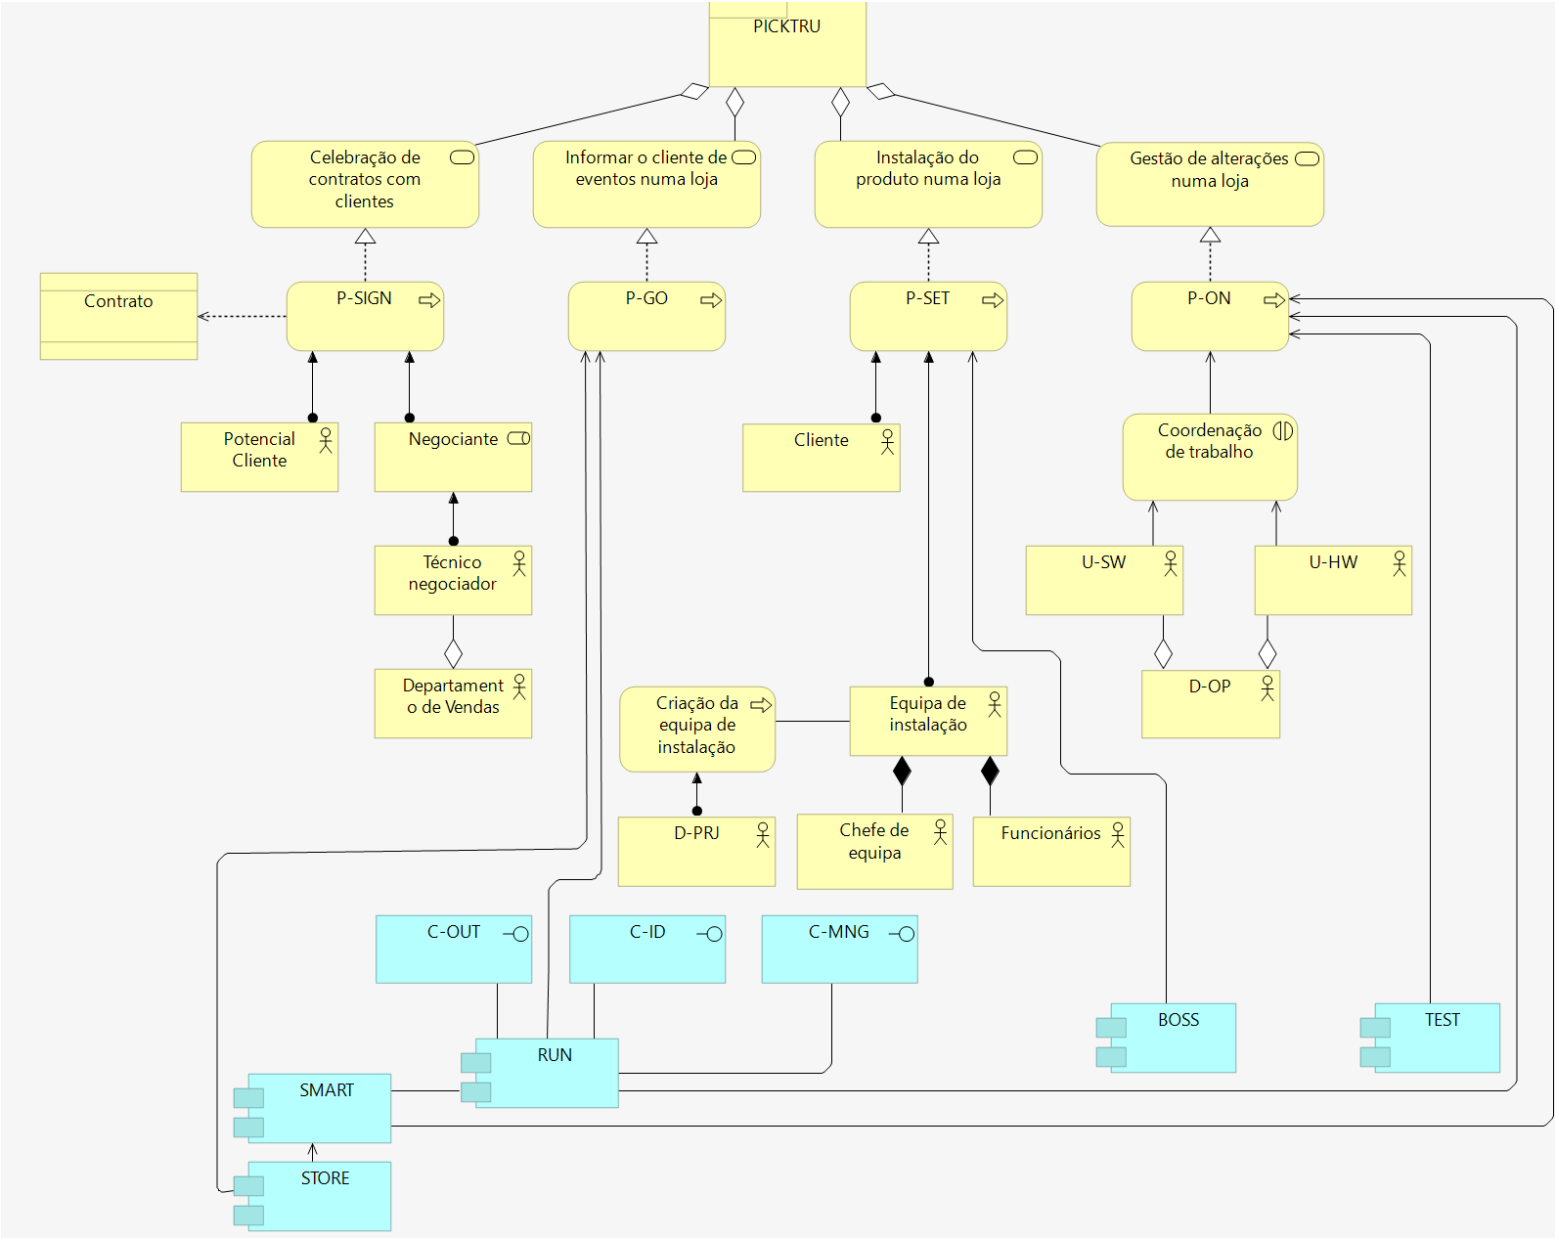 PICKTRU
Celebração de
contratos com
clientes
Informar o cliente de
eventos numa loja
Instalação do
produto numa loja
Gestão de alterações
numa loja
Contrato
P-SIGN
P-GO
P-SET
P-ON
Potencial
Cliente
Negociante
Cliente
Coordenação
de trabalho
Técnico
negociador
U-SW
U-HW
Departament
o de Vendas
Criação da
equipa de
instalação
Equipa de
instalação
D-OP
D-PRJ
Chefe de
equipa
Funcionários
C-OUT
C-ID
C-MNG
BOSS
TEST
RUN
SMART
STORE